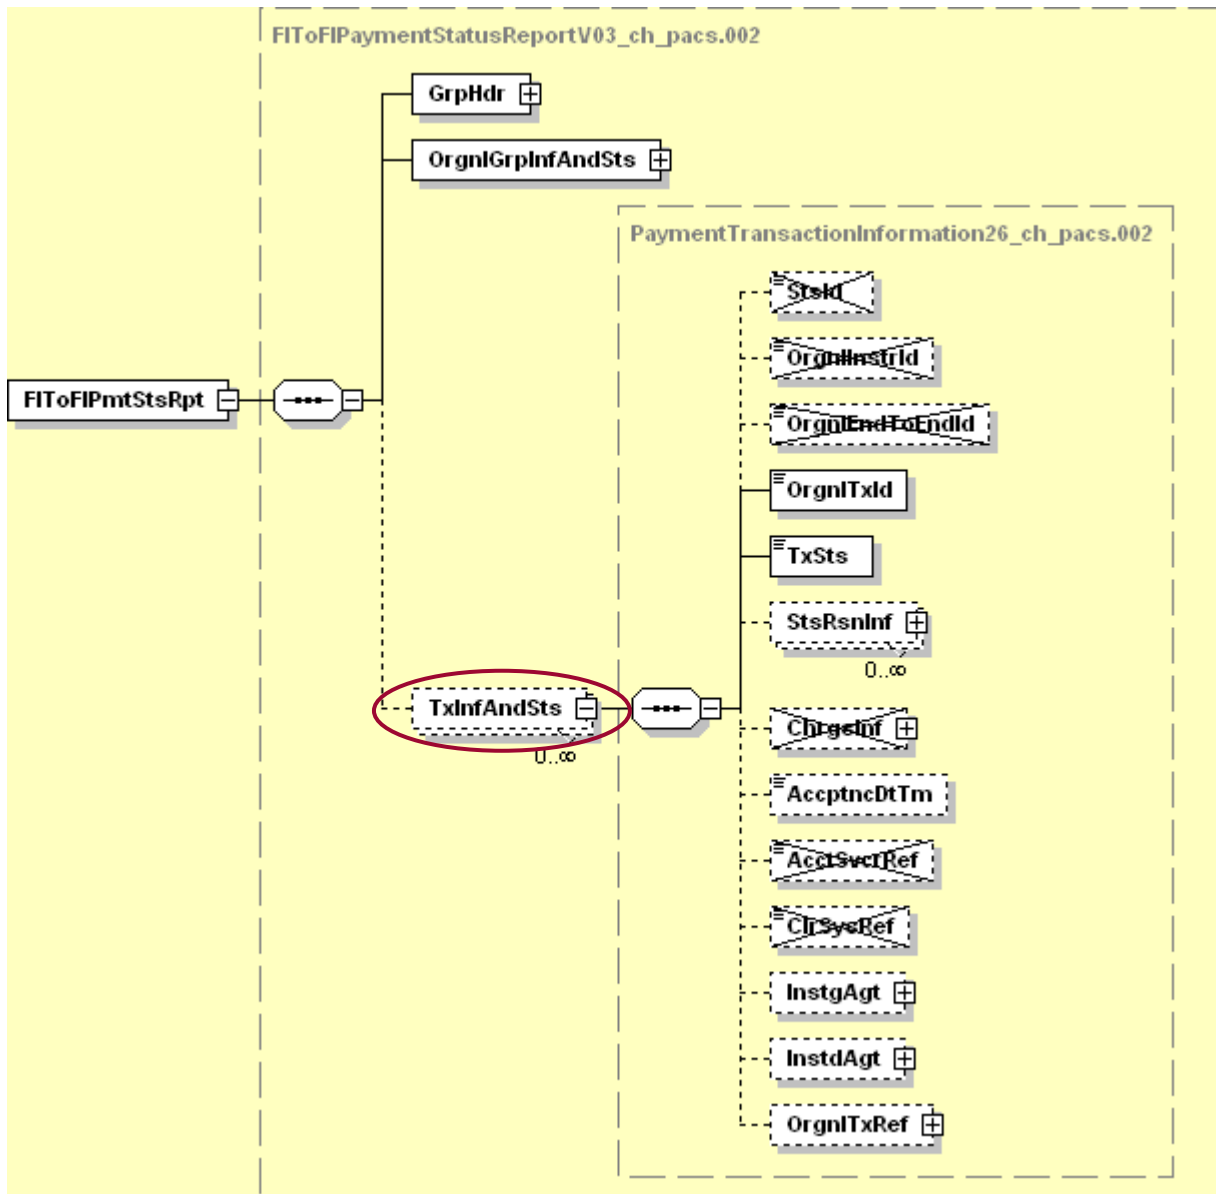 FIToFIPaymentStatusReportV03_ch_pacs.002
GrpHdr
OrgnlGrpInfAndSts
PaymentTransactionInformation26_ch_pacs.002
StsId
OrgnlInstrId
OrgnlEndToEndId
FIToFIPmtStsRpt
OrgnlTxId
TxSts
StsRsnInf
0..∞
TxInfAndSts
0..∞
ChrgsInf
AccptncDtTm
AcctSvcrRef
ClrSysRef
InstgAgt
InstdAgt
OrgnlTxRef